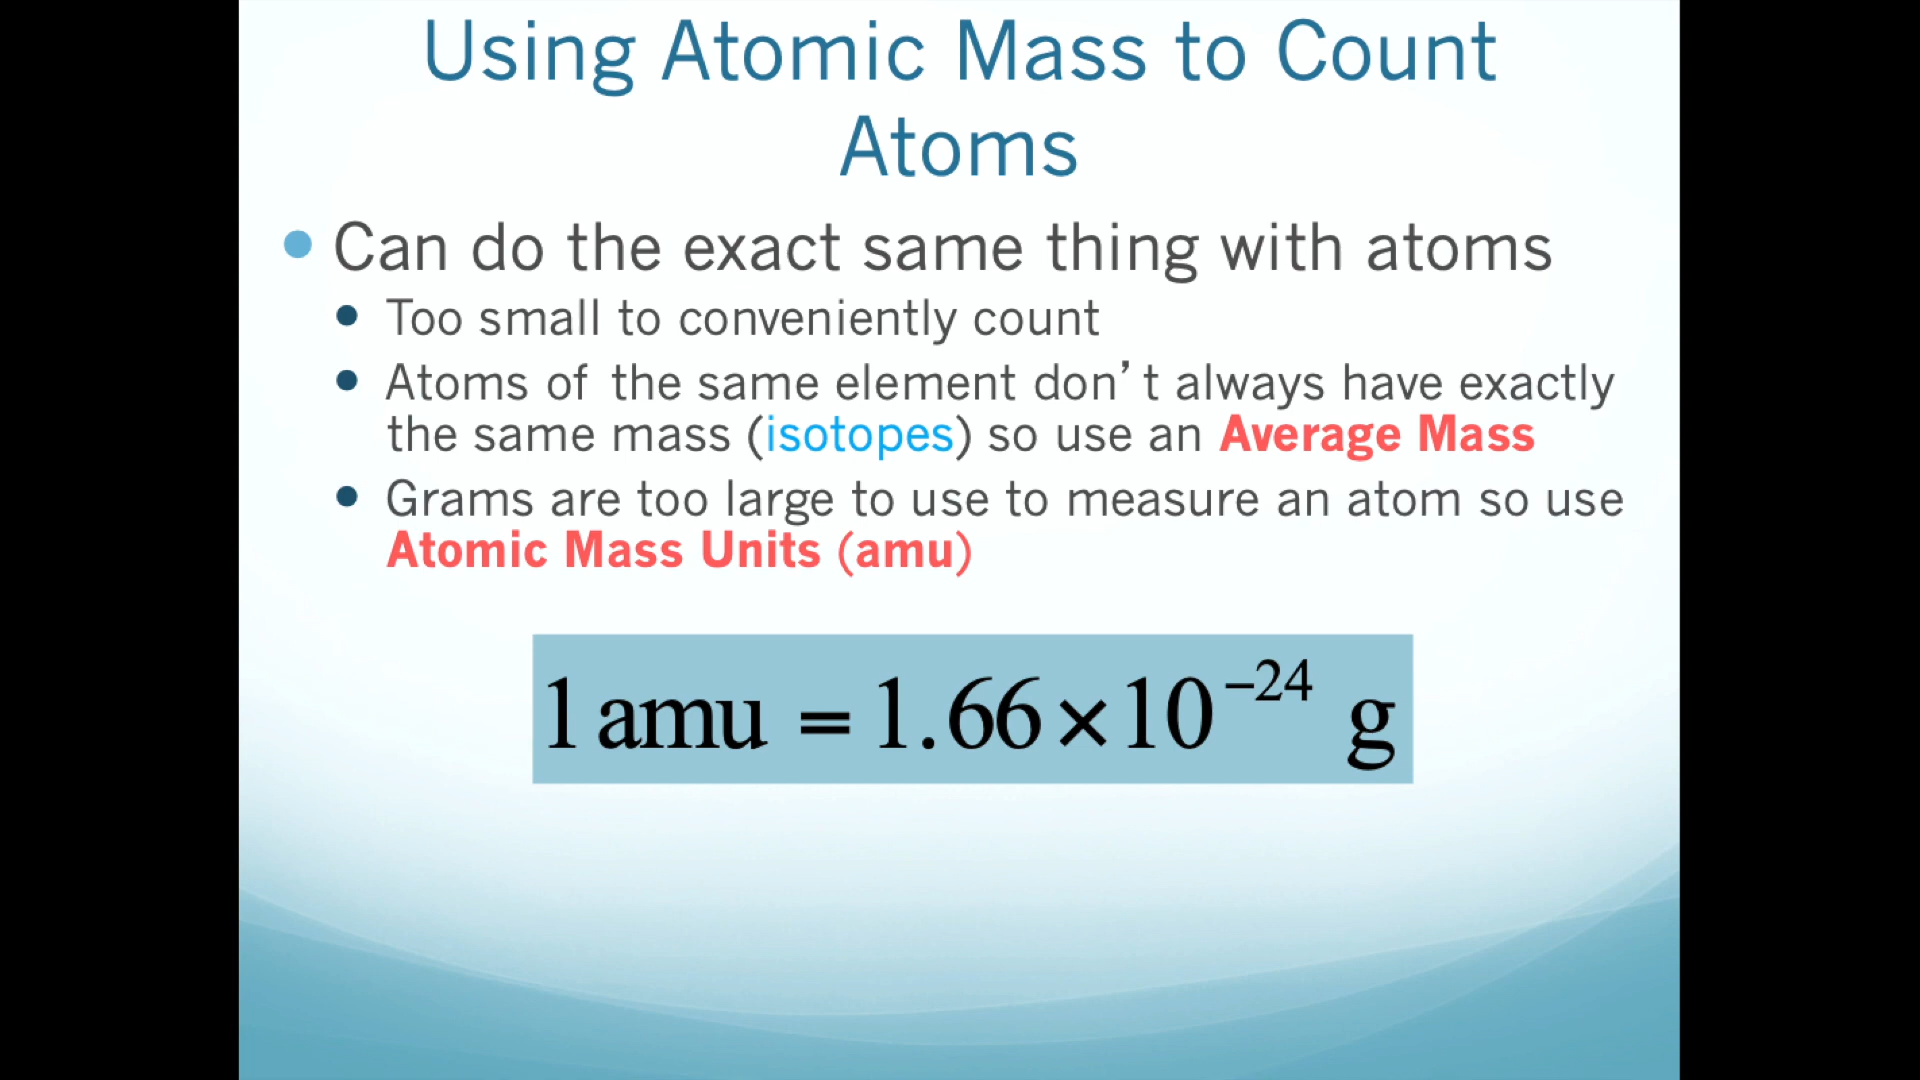 Using Atomic Mass to Count
Atoms
• Can do the exact same thing with atoms
• Too small to conveniently count
• Atoms of the same element don’t always have exactly
the same mass (isotopes) so use an Average Mass
• Grams are too large to use to measure an atom so use
Atomic Mass Units (amu)
1 amu = 1.66×10⁻²⁴ g